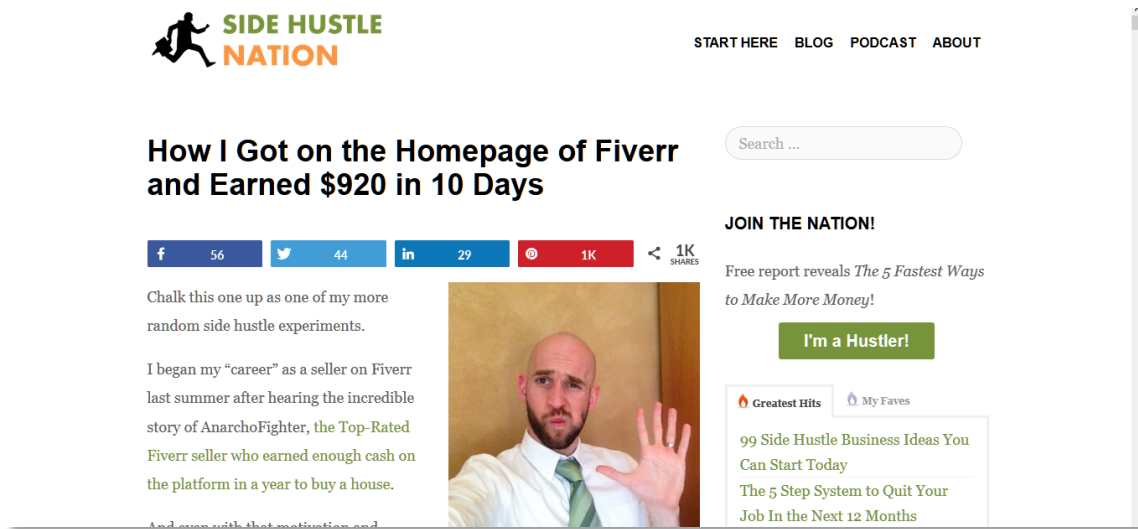 SIDE HUSTLE
NATION
START HERE BLOG PODCAST ABOUT
How I Got on the Homepage of Fiverr
and Earned $920 in 10 Days
56
44
29
1K
1K
SHARES
Chalk this one up as one of my more
random side hustle experiments.
I began my “career” as a seller on Fiverr
last summer after hearing the incredible
story of AnarchoFighter, the Top-Rated
Fiverr seller who earned enough cash on
the platform in a year to buy a house.
And even with that motivation and
Search ...
JOIN THE NATION!
Free report reveals The 5 Fastest Ways
to Make More Money!
I'm a Hustler!
Greatest Hits
My Faves
99 Side Hustle Business Ideas You
Can Start Today
The 5 Step System to Quit Your
Job In the Next 12 Months